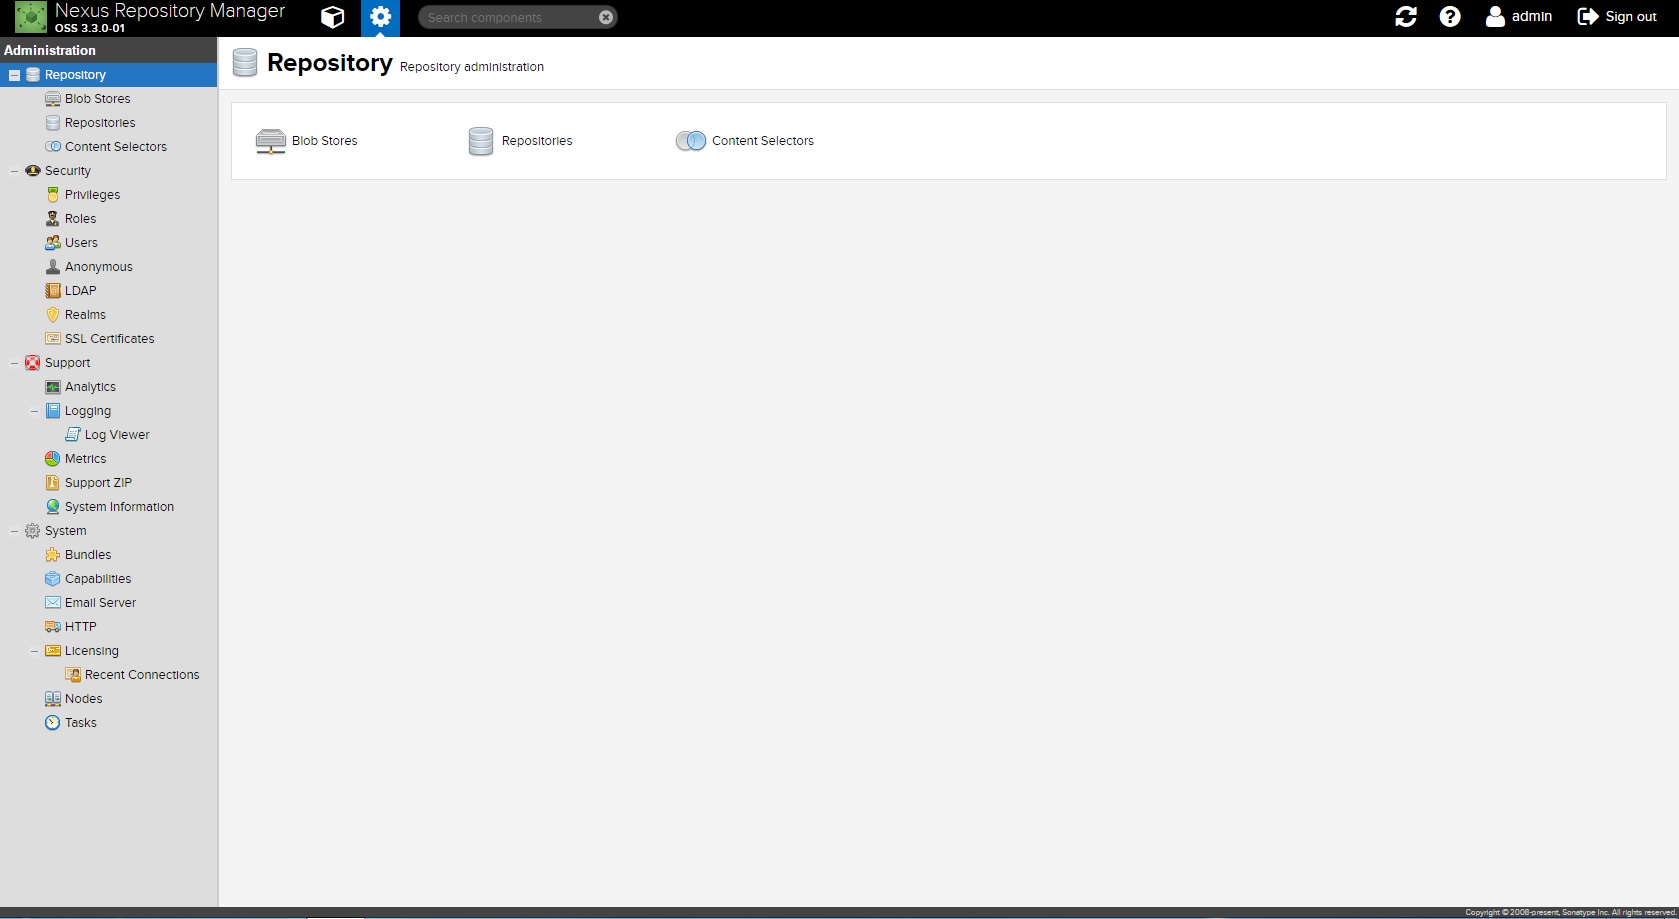 Nexus Repository Manager
OSS 3.3.0-01
Search components
admin
Sign out
Administration
Repository
Blob Stores
Repositories
Content Selectors
Security
Privileges
Roles
Users
Anonymous
LDAP
Realms
SSL Certificates
Support
Analytics
Logging
Log Viewer
Metrics
Support ZIP
System Information
System
Bundles
Capabilities
Email Server
HTTP
Licensing
Recent Connections
Nodes
Tasks
Repository Repository administration
Blob Stores Repositories Content Selectors
Copyright © 2008-present, Sonatype Inc. All rights reserved.